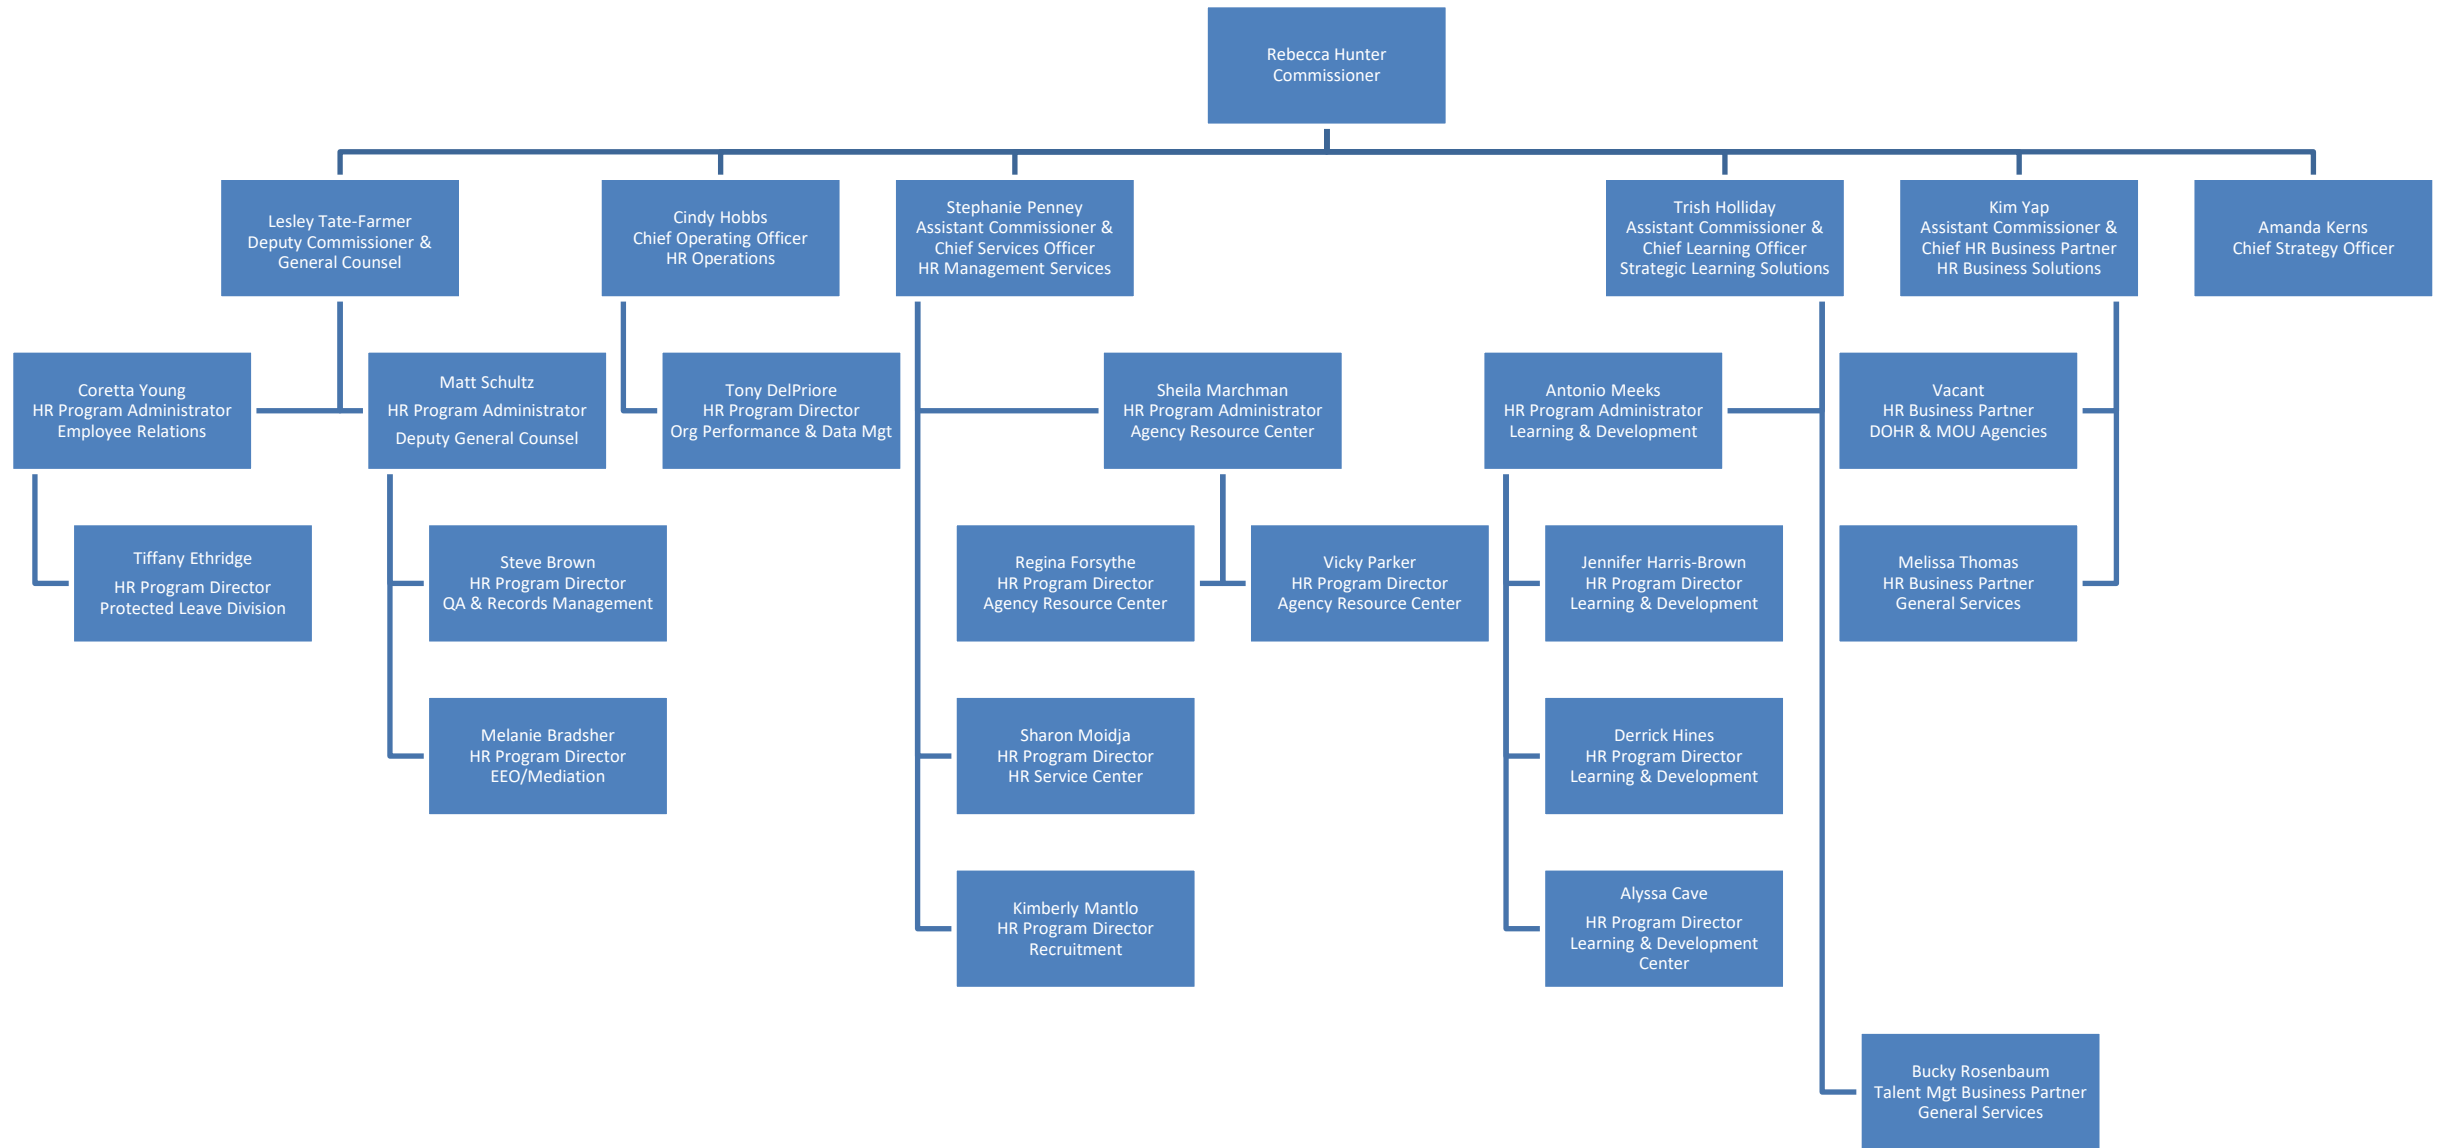 Rebecca Hunter
Commissioner
Lesley Tate-Farmer
Deputy Commissioner &
General Counsel
Cindy Hobbs
Chief Operating Officer
HR Operations
Stephanie Penney
Assistant Commissioner &
Chief Services Officer
HR Management Services
Trish Holliday
Assistant Commissioner &
Chief Learning Officer
Strategic Learning Solutions
Kim Yap
Assistant Commissioner &
Chief HR Business Partner
HR Business Solutions
Amanda Kerns
Chief Strategy Officer
Coretta Young
HR Program Administrator
Employee Relations
Matt Schultz
HR Program Administrator
Deputy General Counsel
Tony DelPriore
HR Program Director
Org Performance & Data Mgt
Sheila Marchman
HR Program Administrator
Agency Resource Center
Antonio Meeks
HR Program Administrator
Learning & Development
Vacant
HR Business Partner
DOHR & MOU Agencies
Tiffany Ethridge
HR Program Director
Protected Leave Division
Steve Brown
HR Program Director
QA & Records Management
Regina Forsythe
HR Program Director
Agency Resource Center
Vicky Parker
HR Program Director
Agency Resource Center
Jennifer Harris-Brown
HR Program Director
Learning & Development
Melissa Thomas
HR Business Partner
General Services
Melanie Bradsher
HR Program Director
EEO/Mediation
Sharon Moidja
HR Program Director
HR Service Center
Derrick Hines
HR Program Director
Learning & Development
Kimberly Mantlo
HR Program Director
Recruitment
Alyssa Cave
HR Program Director
Learning & Development
Center
Bucky Rosenbaum
Talent Mgt Business Partner
General Services